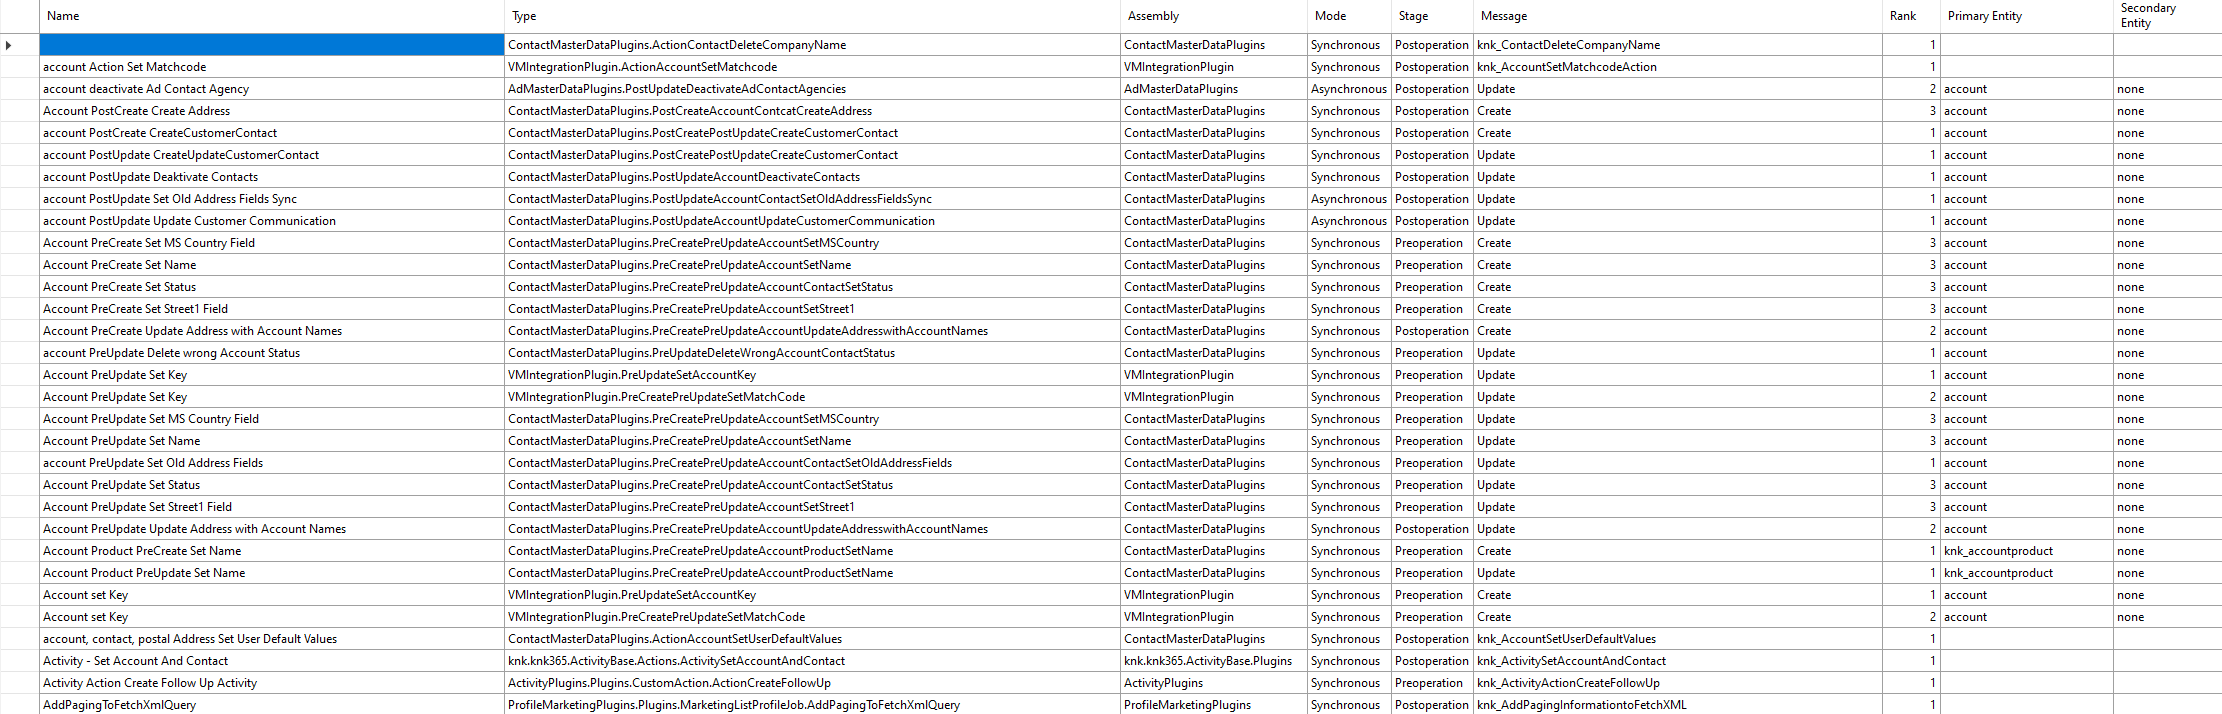 Name Type Assembly Mode Stage Message Rank Primary Entity Secondary Entity
ContactMasterDataPlugins.ActionContactDeleteCompanyName ContactMasterDataPlugins Synchronous Postoperation knk_ContactDeleteCompanyName 1
account Action Set Matchcode VMIntegrationPlugin.ActionAccountSetMatchcode VMIntegrationPlugin Synchronous Postoperation knk_AccountSetMatchcodeAction 1
account deactivate Ad Contact Agency AdMasterDataPlugins.PostUpdateDeactivateAdContactAgencies AdMasterDataPlugins Asynchronous Postoperation Update 2 account none
Account PostCreate Create Address ContactMasterDataPlugins.PostCreateAccountContcatCreateAddress ContactMasterDataPlugins Synchronous Postoperation Create 3 account none
account PostCreate CreateCustomerContact ContactMasterDataPlugins.PostCreatePostUpdateCreateCustomerContact ContactMasterDataPlugins Synchronous Postoperation Create 1 account none
account PostUpdate CreateUpdateCustomerContact ContactMasterDataPlugins.PostCreatePostUpdateCreateCustomerContact ContactMasterDataPlugins Synchronous Postoperation Update 1 account none
account PostUpdate Deaktivate Contacts ContactMasterDataPlugins.PostUpdateAccountDeactivateContacts ContactMasterDataPlugins Synchronous Postoperation Update 1 account none
account PostUpdate Set Old Address Fields Sync ContactMasterDataPlugins.PostUpdateAccountContactSetOldAddressFieldsSync ContactMasterDataPlugins Asynchronous Postoperation Update 1 account none
account PostUpdate Update Customer Communication ContactMasterDataPlugins.PostUpdateAccountUpdateCustomerCommunication ContactMasterDataPlugins Asynchronous Postoperation Update 1 account none
Account PreCreate Set MS Country Field ContactMasterDataPlugins.PreCreatePreUpdateAccountSetMSCountry ContactMasterDataPlugins Synchronous Preoperation Create 3 account none
Account PreCreate Set Name ContactMasterDataPlugins.PreCreatePreUpdateAccountSetName ContactMasterDataPlugins Synchronous Preoperation Create 3 account none
Account PreCreate Set Status ContactMasterDataPlugins.PreCreatePreUpdateAccountContactSetStatus ContactMasterDataPlugins Synchronous Preoperation Create 3 account none
Account PreCreate Set Street1 Field ContactMasterDataPlugins.PreCreatePreUpdateAccountSetStreet1 ContactMasterDataPlugins Synchronous Preoperation Create 3 account none
Account PreCreate Update Address with Account Names ContactMasterDataPlugins.PreCreatePreUpdateAccountUpdateAddresswithAccountNames ContactMasterDataPlugins Synchronous Postoperation Create 2 account none
account PreUpdate Delete wrong Account Status ContactMasterDataPlugins.PreUpdateDeleteWrongAccountContactStatus ContactMasterDataPlugins Synchronous Preoperation Update 1 account none
Account PreUpdate Set Key VMIntegrationPlugin.PreUpdateSetAccountKey VMIntegrationPlugin Synchronous Preoperation Update 1 account none
Account PreUpdate Set Key VMIntegrationPlugin.PreCreatePreUpdateSetMatchCode VMIntegrationPlugin Synchronous Preoperation Update 2 account none
Account PreUpdate Set MS Country Field ContactMasterDataPlugins.PreCreatePreUpdateAccountSetMSCountry ContactMasterDataPlugins Synchronous Preoperation Update 3 account none
Account PreUpdate Set Name ContactMasterDataPlugins.PreCreatePreUpdateAccountSetName ContactMasterDataPlugins Synchronous Preoperation Update 3 account none
account PreUpdate Set Old Address Fields ContactMasterDataPlugins.PreCreatePreUpdateAccountContactSetOldAddressFields ContactMasterDataPlugins Synchronous Preoperation Update 1 account none
Account PreUpdate Set Status ContactMasterDataPlugins.PreCreatePreUpdateAccountContactSetStatus ContactMasterDataPlugins Synchronous Preoperation Update 3 account none
Account PreUpdate Set Street1 Field ContactMasterDataPlugins.PreCreatePreUpdateAccountSetStreet1 ContactMasterDataPlugins Synchronous Preoperation Update 3 account none
Account PreUpdate Update Address with Account Names ContactMasterDataPlugins.PreCreatePreUpdateAccountUpdateAddresswithAccountNames ContactMasterDataPlugins Synchronous Postoperation Update 2 account none
Account Product PreCreate Set Name ContactMasterDataPlugins.PreCreatePreUpdateAccountProductSetName ContactMasterDataPlugins Synchronous Preoperation Create 1 knk_accountproduct none
Account Product PreUpdate Set Name ContactMasterDataPlugins.PreCreatePreUpdateAccountProductSetName ContactMasterDataPlugins Synchronous Preoperation Update 1 knk_accountproduct none
Account set Key VMIntegrationPlugin.PreUpdateSetAccountKey VMIntegrationPlugin Synchronous Preoperation Create 1 account none
Account set Key VMIntegrationPlugin.PreCreatePreUpdateSetMatchCode VMIntegrationPlugin Synchronous Preoperation Create 2 account none
account, contact, postal Address Set User Default Values ContactMasterDataPlugins.ActionAccountSetUserDefaultValues ContactMasterDataPlugins Synchronous Postoperation knk_AccountSetUserDefaultValues 1
Activity - Set Account And Contact knk.knk365.ActivityBase.Actions.ActivitySetAccountAndContact knk.knk365.ActivityBase.Plugins Synchronous Postoperation knk_ActivitySetAccountAndContact 1
Activity Action Create Follow Up Activity ActivityPlugins.Plugins.CustomAction.ActionCreateFollowUp ActivityPlugins Synchronous Preoperation knk_ActivityActionCreateFollowUp 1
AddPagingToFetchXmlQuery ProfileMarketingPlugins.Plugins.MarketingListProfileJob.AddPagingToFetchXmlQuery ProfileMarketingPlugins Synchronous Postoperation knk_AddPagingInformationtoFetchXML 1